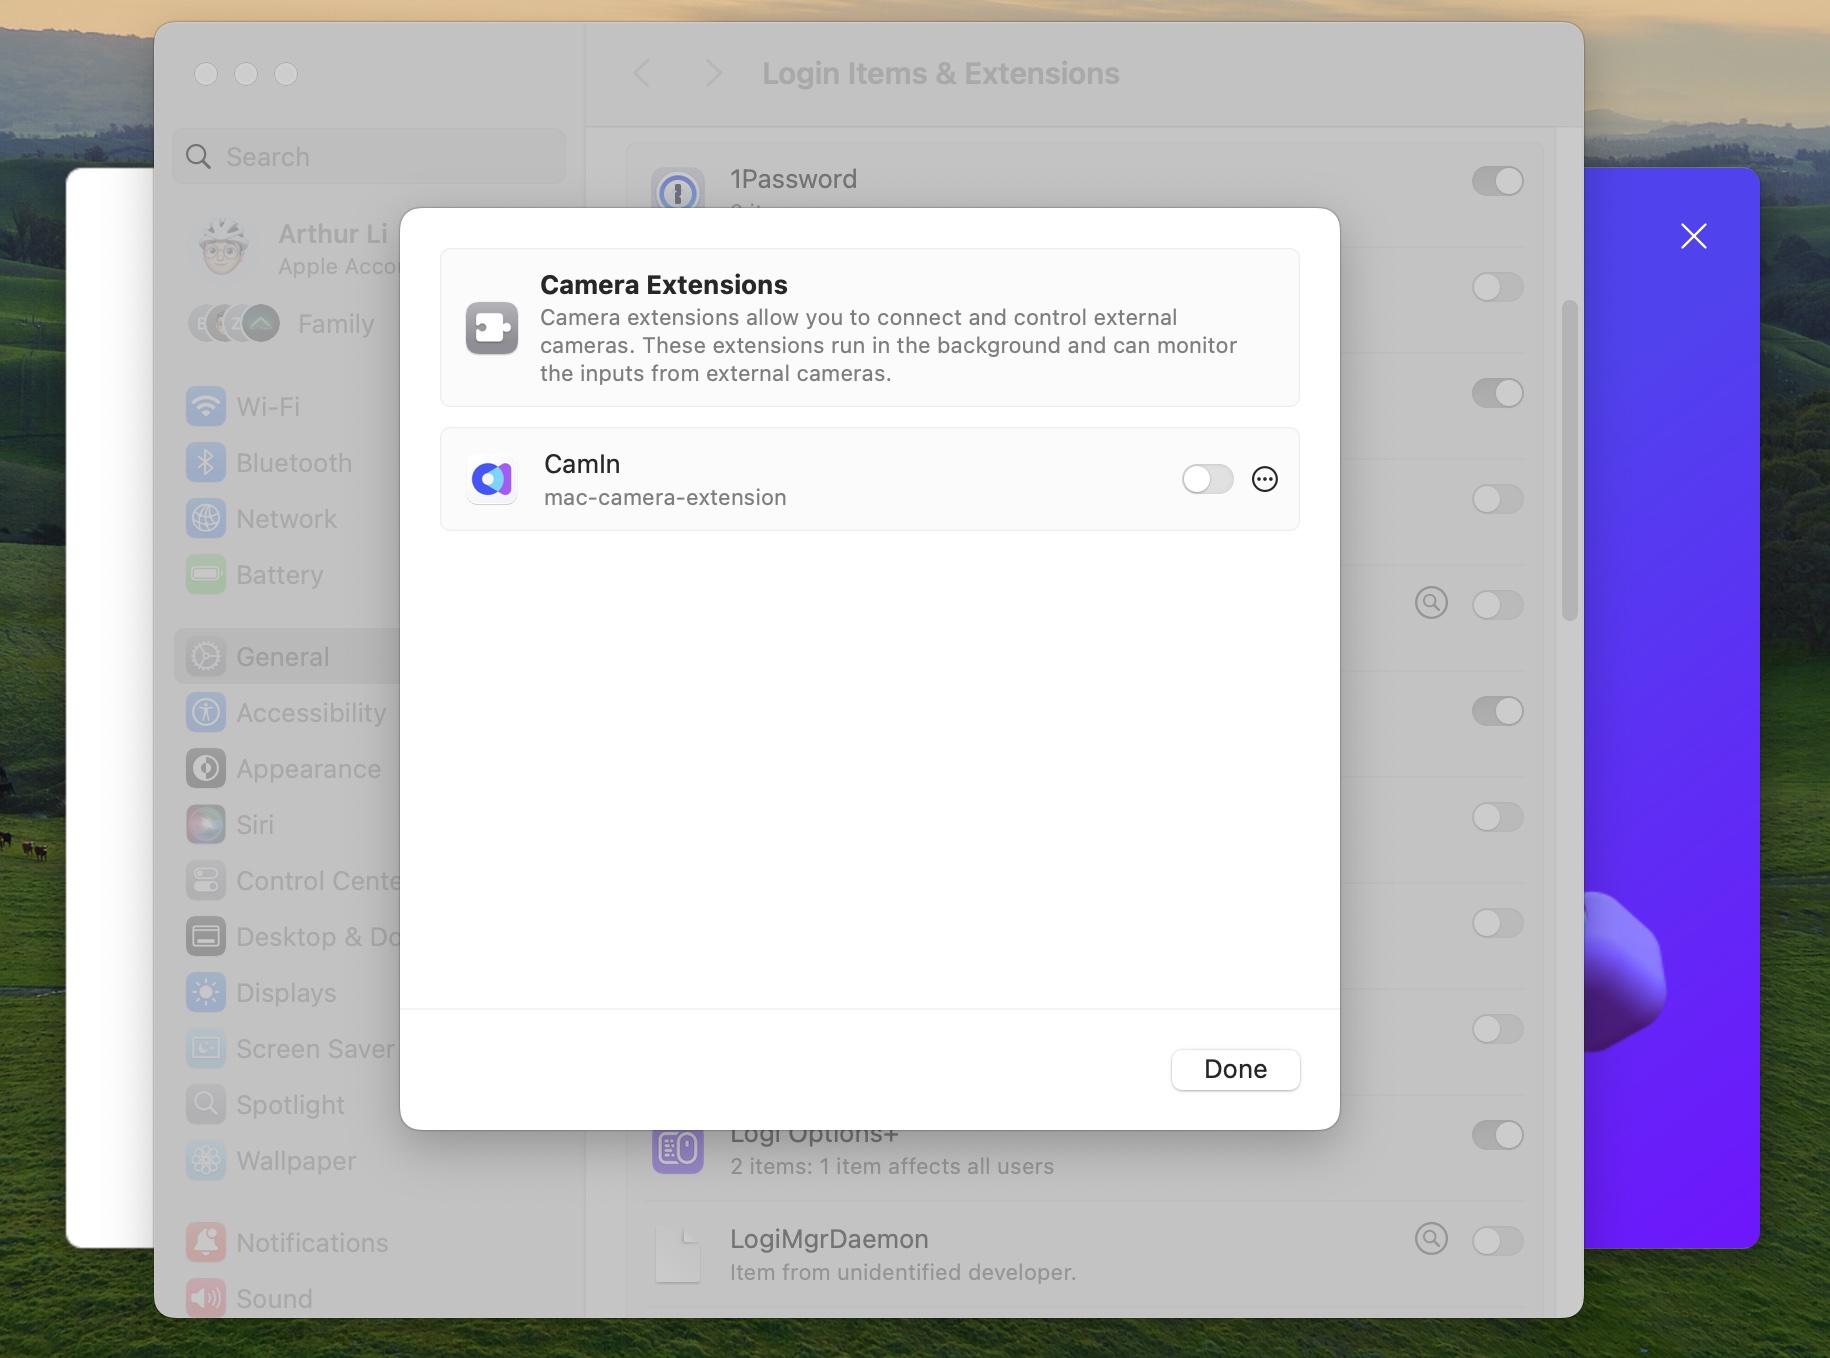 Login Items & Extensions
Search
Arthur Li
Apple
Family
Wi-Fi
Bluetooth
Network
Battery
General
Accessibility
Appearance
Siri
Control
Desktop &
Displays
Screen Saver
Spotlight
Wallpaper
Notifications
Sound
1Password
Camera Extensions
Camera extensions allow you to connect and control external
cameras. These extensions run in the background and can monitor
the inputs from external cameras.
CamIn
mac-camera-extension
Done
Logi Options+
2 items: 1 item affects all users
LogiMgrDaemon
Item from unidentified developer.